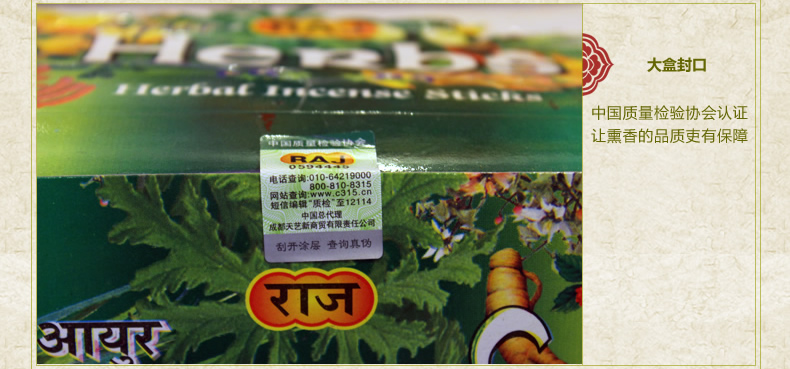 RAJ
Herbs
Herbal Incense Sticks
中国质量检验协会
RAJ
0594445
电话查询:010-64219000
800-810-8315
网站查询:www.c315.cn
短信编辑"质检"至12114
中国总代理
成都天艺新商贸有限责任公司
刮开涂层 查询真伪
राज
आयुर
大盒封口
中国质量检验协会认证
让熏香的品质吏有保障